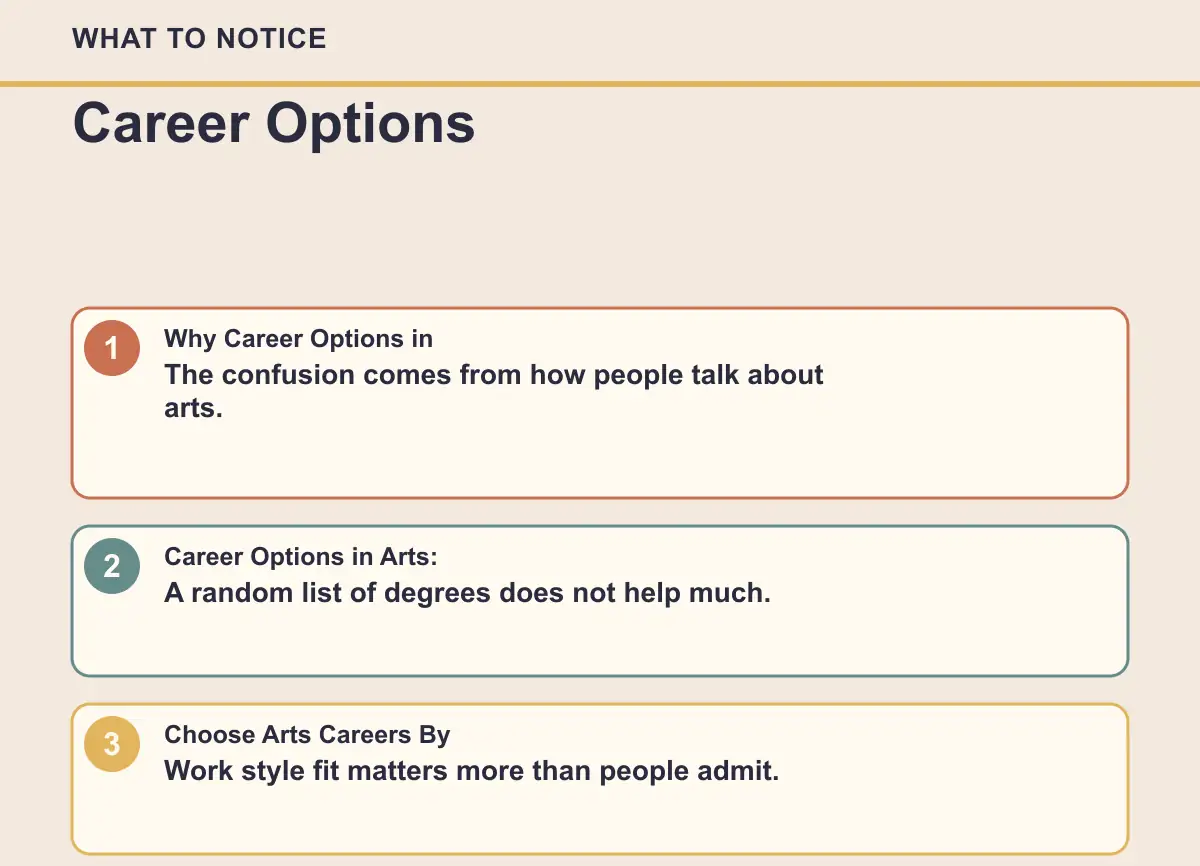 WHAT TO NOTICE
Career Options
1
Why Career Options in
The confusion comes from how people talk about
arts.
2
Career Options in Arts:
A random list of degrees does not help much.
3
Choose Arts Careers By
Work style fit matters more than people admit.